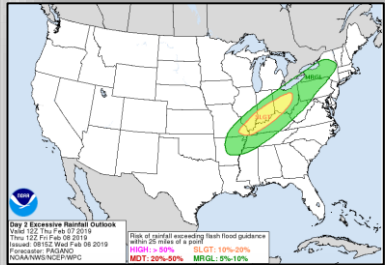 MRGL
SLGT
NOAA
Day 2 Excessive Rainfall Outlook
Valid 12Z Thu Feb 07 2019
Thru 12Z Fri Feb 08 2019
Issued: 0815Z Wed Feb 06 2019
Forecaster: PAGANO
NOAA/NWS/NCEP/WPC
Risk of rainfall exceeding flash flood guidance
within 25 miles of a point
HIGH: > 50% SLGT: 10%-20%
MDT: 20%-50% MRGL: 5%-10%